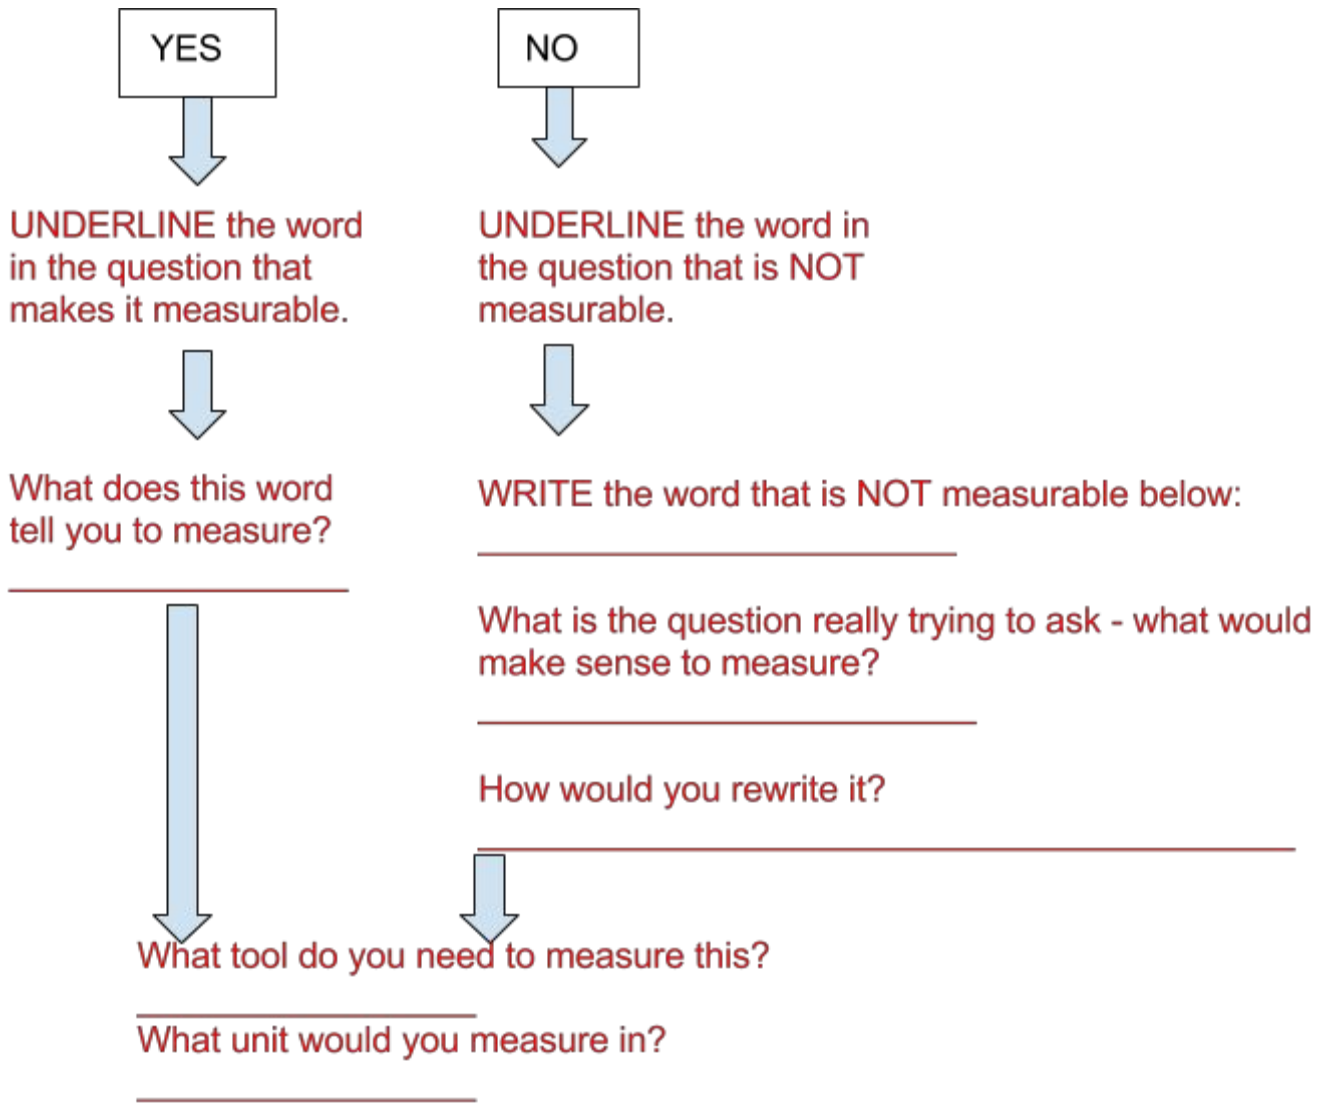 YES
NO
UNDERLINE the word
in the question that
makes it measurable.
UNDERLINE the word in
the question that is NOT
measurable.
What does this word
tell you to measure?
WRITE the word that is NOT measurable below:
What is the question really trying to ask - what would
make sense to measure?
How would you rewrite it?
What tool do you need to measure this?
What unit would you measure in?